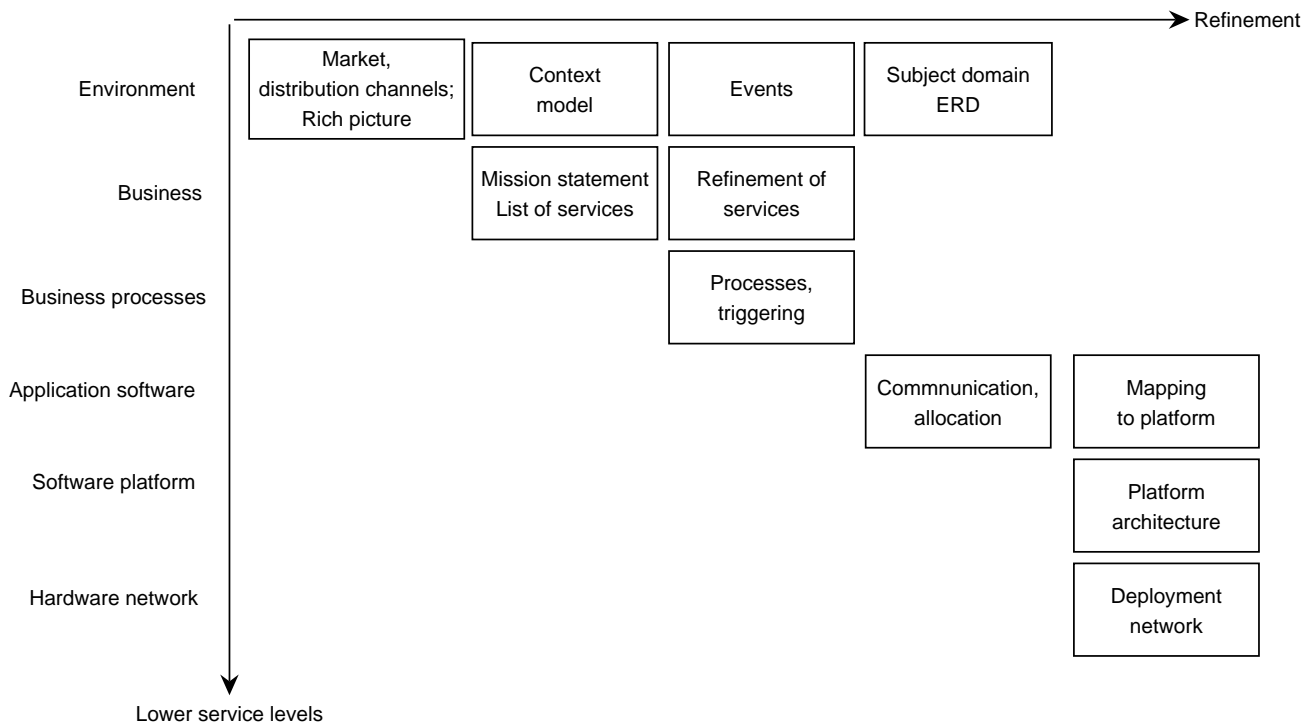 Refinement
Environment
Market,
distribution channels;
Rich picture
Context
model
Events
Subject domain
ERD
Business
Mission statement
List of services
Refinement of
services
Business processes
Processes,
triggering
Application software
Commnunication,
allocation
Mapping
to platform
Software platform
Platform
architecture
Hardware network
Deployment
network
Lower service levels